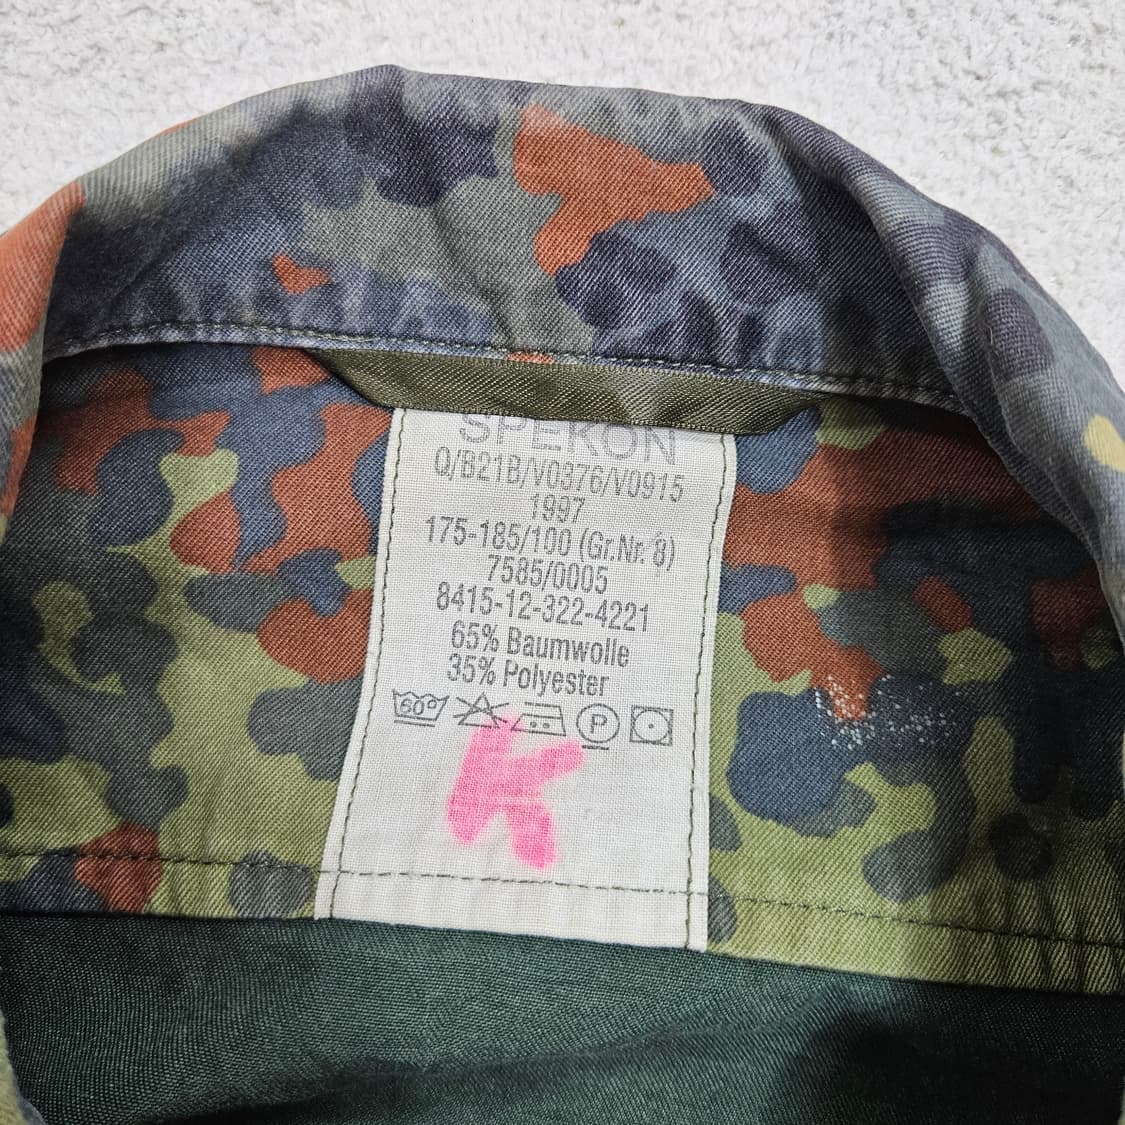 SPEKON
Q/B21B/V0376/V0915
1997
175-185/100 (Gr.Nr. 8)
7585/0005
8415-12-322-4221
65% Baumwolle
35% Polyester
60° P
K